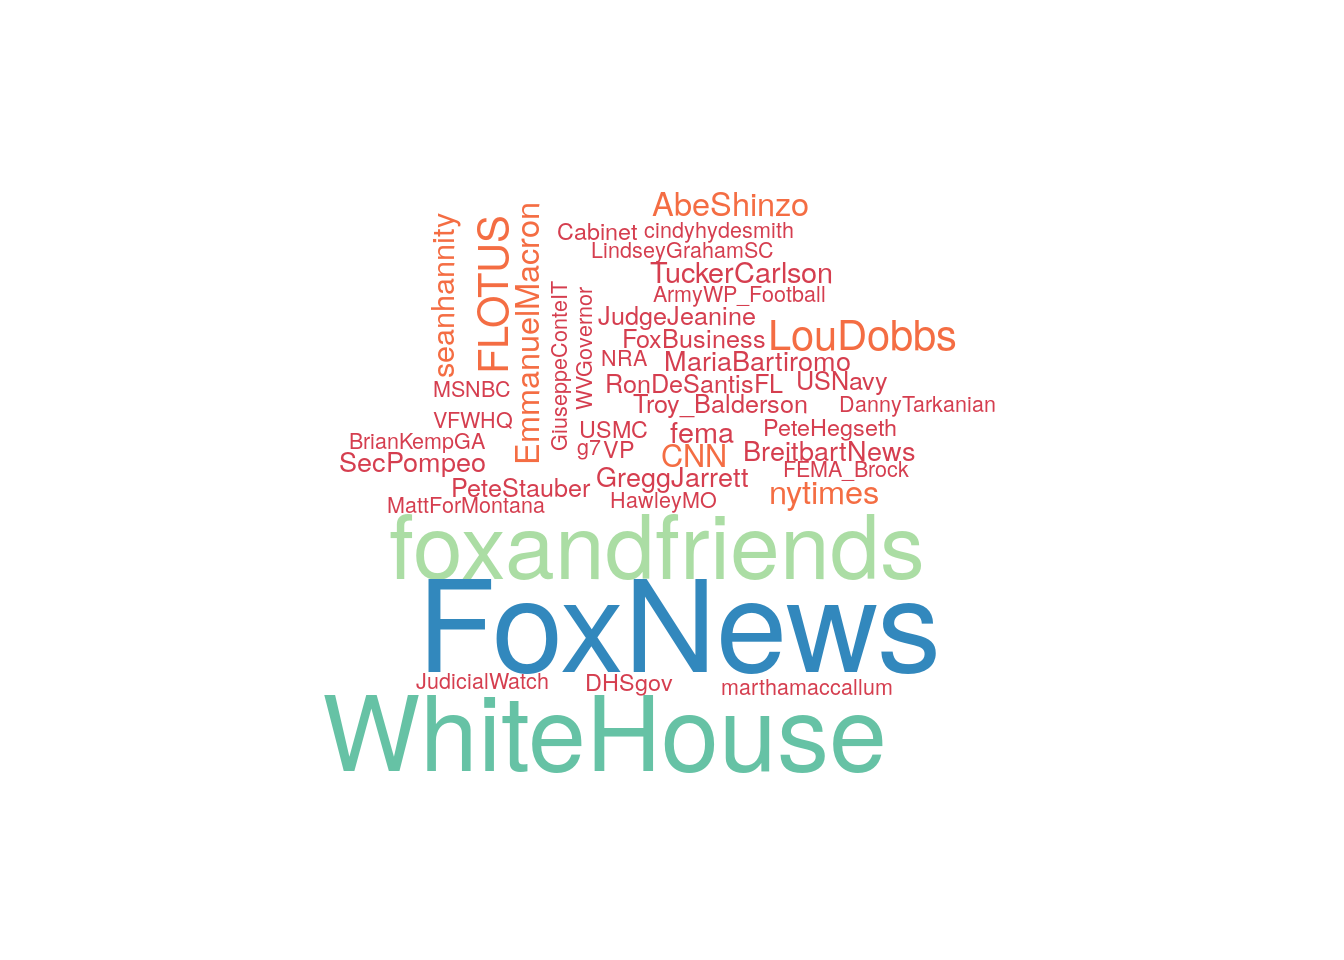 AbeShinzo
seanhannity
FLOTUS
EmmanuelMacron
Cabinet
cindyhydesmith
LindseyGrahamSC
TuckerCarlson
GiuseppeConteIT
WVGovernor
ArmyWP_Football
JudgeJeanine
LouDobbs
FoxBusiness
NRA
MariaBartiromo
MSNBC
RonDeSantisFL
USNavy
Troy_Balderson
DannyTarkanian
VFWHQ
USMC
fema
PeteHegseth
BrianKempGA
g7
VP
CNN
BreitbartNews
SecPompeo
FEMA_Brock
PeteStauber
GreggJarrett
nytimes
MattForMontana
HawleyMO
foxandfriends
FoxNews
JudicialWatch
DHSgov
marthamaccallum
WhiteHouse